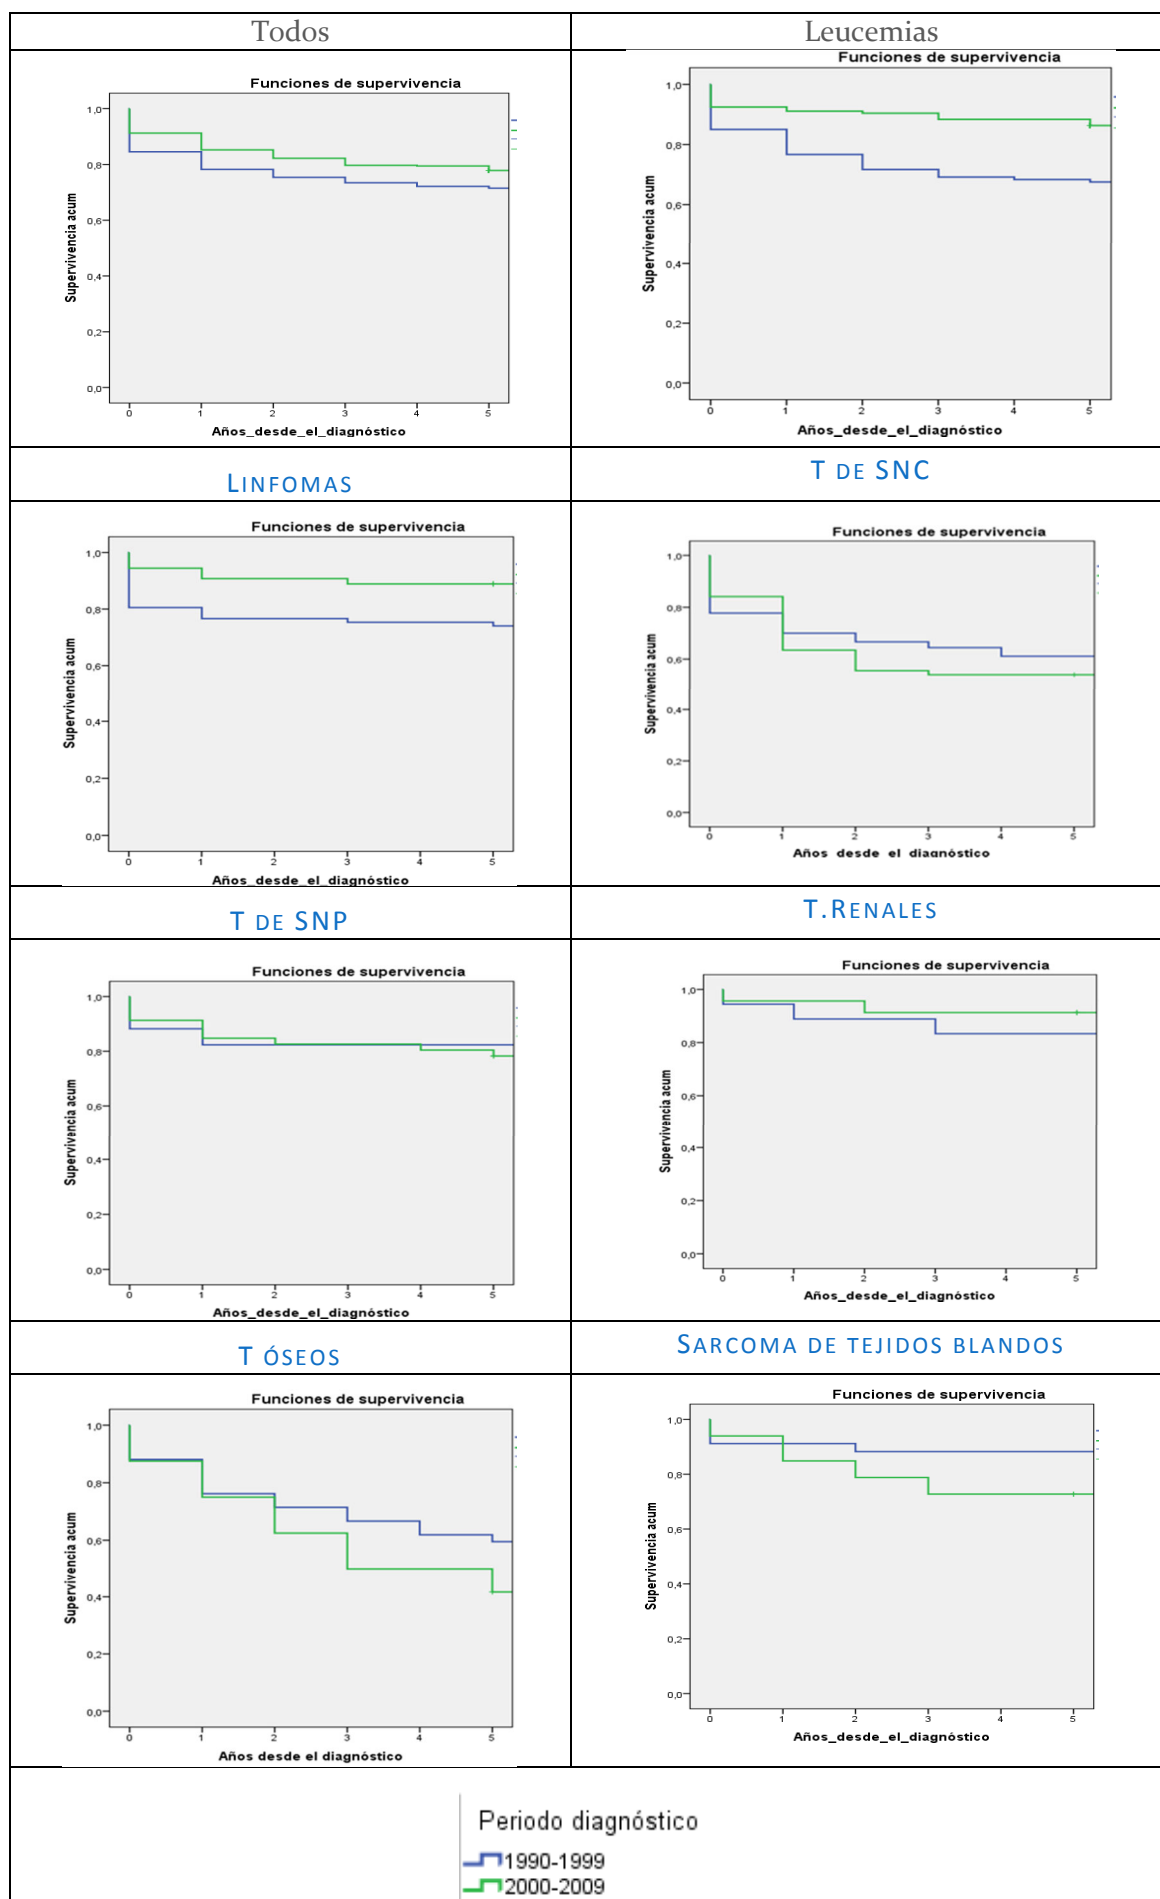 Todos
Leucemias
Funciones de supervivencia
Supervivencia acum
1,0
0,8
0,6
0,4
0,2
0,0
0 1 2 3 4 5
Años_desde_el_diagnóstico
Funciones de supervivencia
Supervivencia acum
1,0
0,8
0,6
0,4
0,2
0,0
0 1 2 3 4 5
Años_desde_el_diagnóstico
LINFOMAS
T DE SNC
Funciones de supervivencia
Supervivencia acum
1,0
0,8
0,6
0,4
0,2
0,0
0 1 2 3 4 5
Años_desde_el_diagnóstico
Funciones de supervivencia
Supervivencia acum
1,0
0,8
0,6
0,4
0,2
0,0
0 1 2 3 4 5
Años desde el diagnóstico
T DE SNP
T.RENALES
Funciones de supervivencia
Supervivencia acum
1,0
0,8
0,6
0,4
0,2
0,0
0 1 2 3 4 5
Años_desde_el_diagnóstico
Funciones de supervivencia
Supervivencia acum
1,0
0,8
0,6
0,4
0,2
0,0
0 1 2 3 4 5
Años_desde_el_diagnóstico
T ÓSEOS
SARCOMA DE TEJIDOS BLANDOS
Funciones de supervivencia
Supervivencia acum
1,0
0,8
0,6
0,4
0,2
0,0
0 1 2 3 4 5
Años desde el diagnóstico
Funciones de supervivencia
Supervivencia acum
1,0
0,8
0,6
0,4
0,2
0,0
0 1 2 3 4 5
Años_desde_el_diagnóstico
Periodo diagnóstico
1990-1999
2000-2009